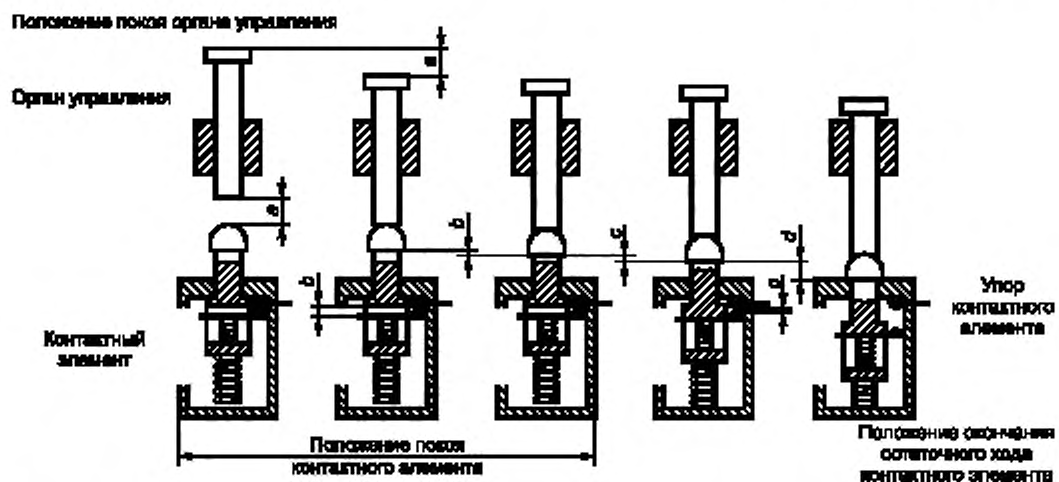 Положение покоя органа управления
a
Орган управления
a
b
c
d
b
a
Упор
контактного
элемента
Контактный
элемент
Положение покоя
контактного элемента
Положение окончания
остаточного хода
контактного элемента